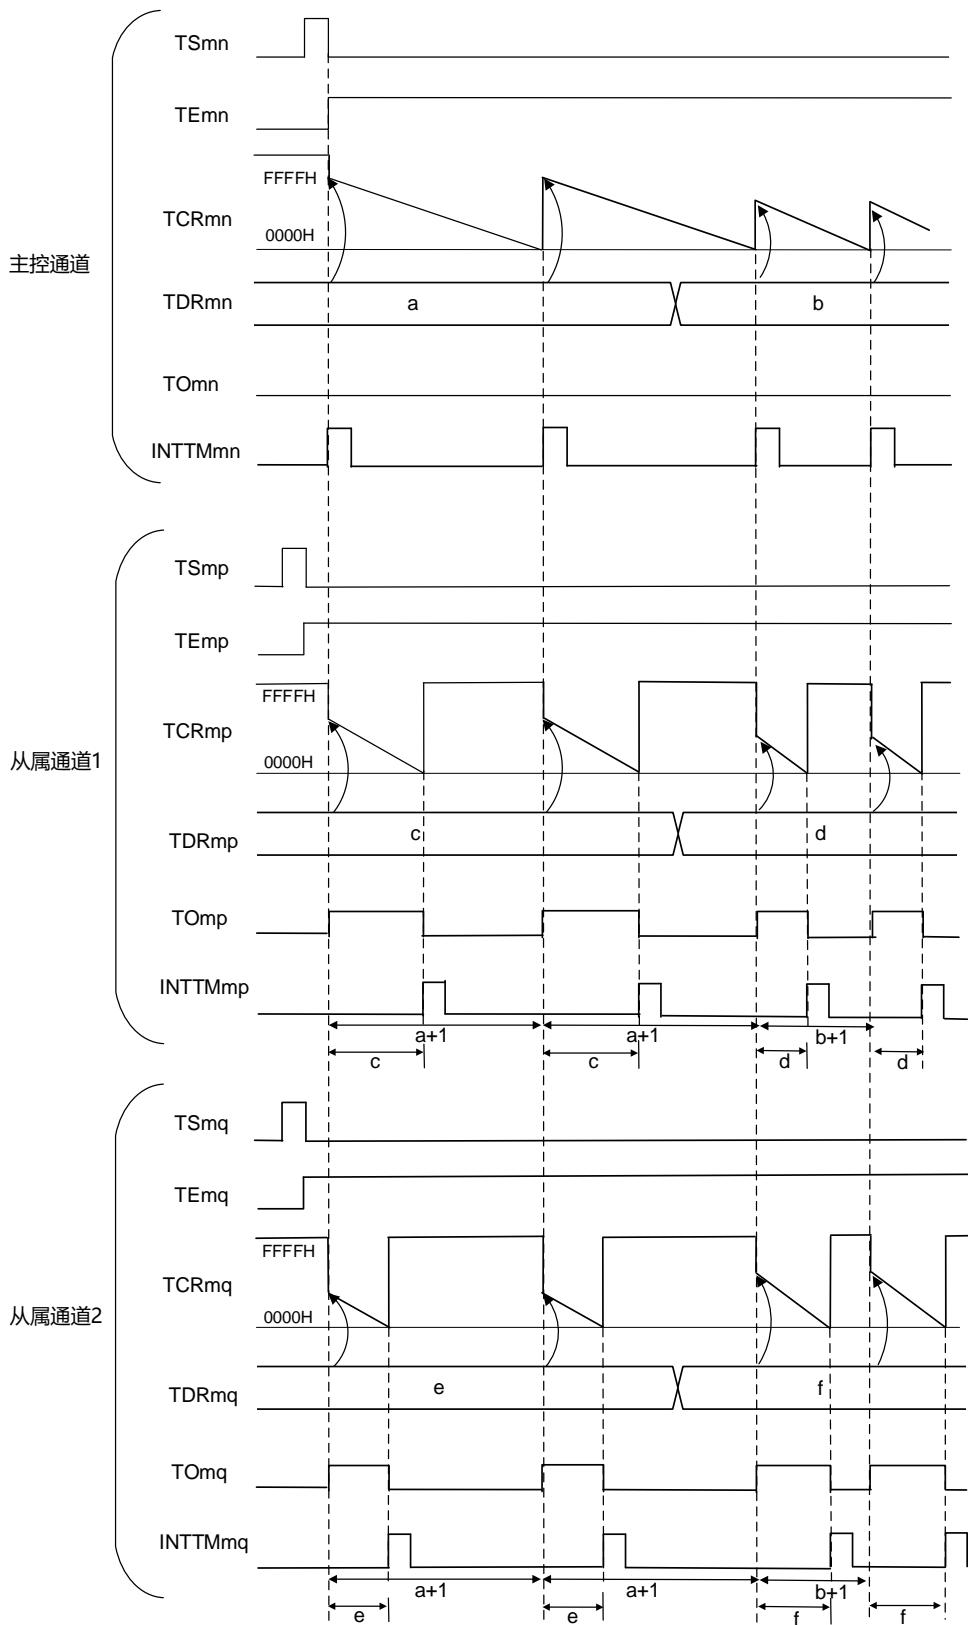 TSmn
TEmn
FFFFH
TCRmn
0000H
主控通道
TDRmn
a
b
TOmn
INTTMmn
TSmp
TEmp
FFFFH
TCRmp
从属通道1
0000H
TDRmp
c
d
TOmp
INTTMmp
a+1
a+1
b+1
c
c
d
d
TSmq
TEmq
FFFFH
TCRmq
从属通道2
0000H
TDRmq
e
f
TOmq
INTTMmq
a+1
a+1
b+1
e
e
f
f